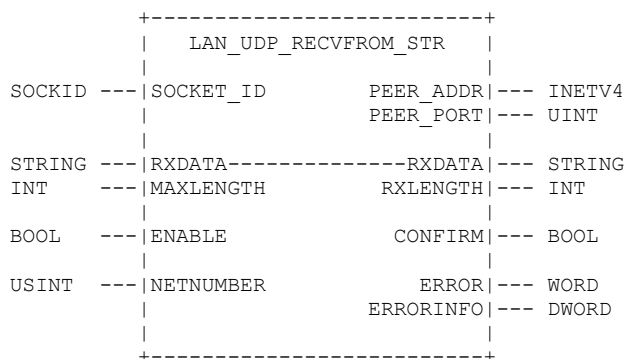 +---------------------------+
| LAN_UDP_RECVFROM_STR |
| |
SOCKID ---|SOCKET_ID PEER_ADDR|--- INETV4
| PEER_PORT|--- UINT
| |
STRING ---|RXDATA--------------RXDATA|--- STRING
INT ---|MAXLENGTH RXLENGTH|--- INT
| |
BOOL ---|ENABLE CONFIRM|--- BOOL
| |
USINT ---|NETNUMBER ERROR|--- WORD
| ERRORINFO|--- DWORD
| |
+---------------------------+